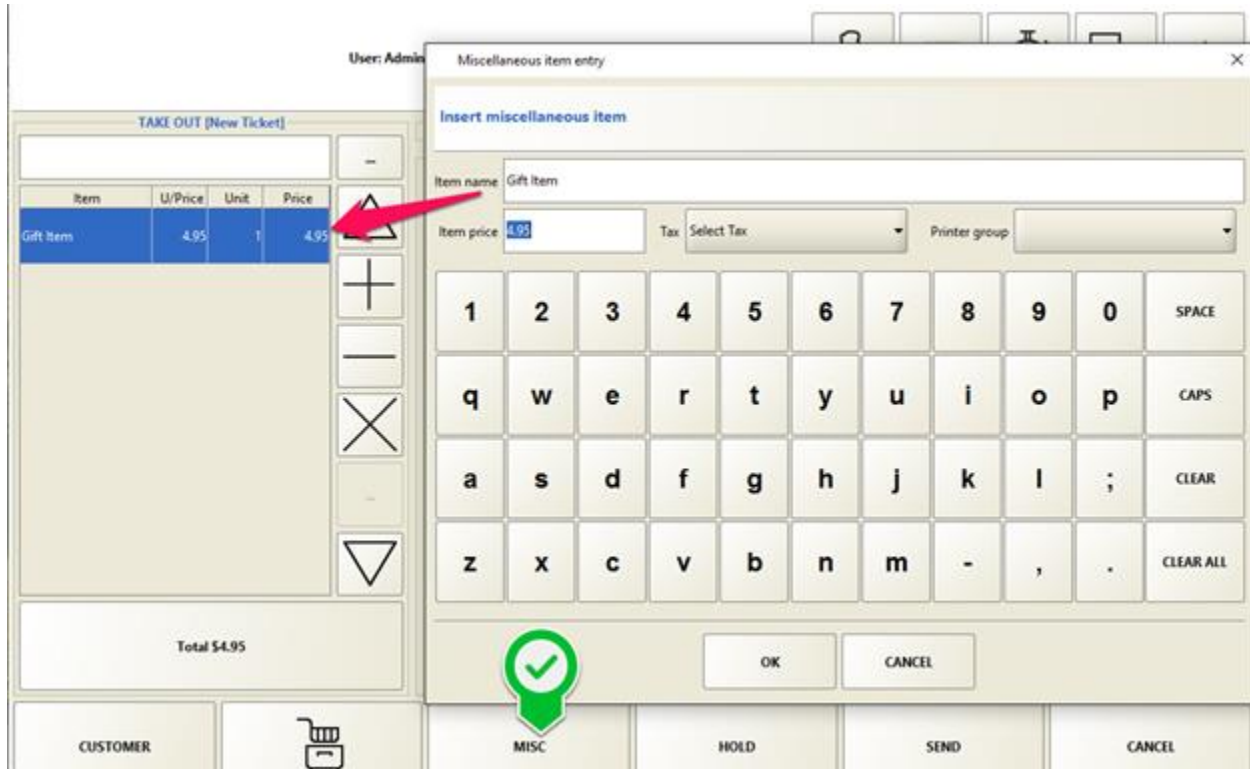 User: Admin
Miscellaneous item entry
Insert miscellaneous item
TAKE OUT [New Ticket]
Item name Gift Item
Item U/Price Unit Price
Gift Item 4.95 1 4.95
Item price 4.95 Tax Select Tax Printer group
1 2 3 4 5 6 7 8 9 0 SPACE
q w e r t y u i o p CAPS
a s d f g h j k l ; CLEAR
z x c v b n m - , . CLEAR ALL
Total $4.95
OK CANCEL
CUSTOMER MISC HOLD SEND CANCEL